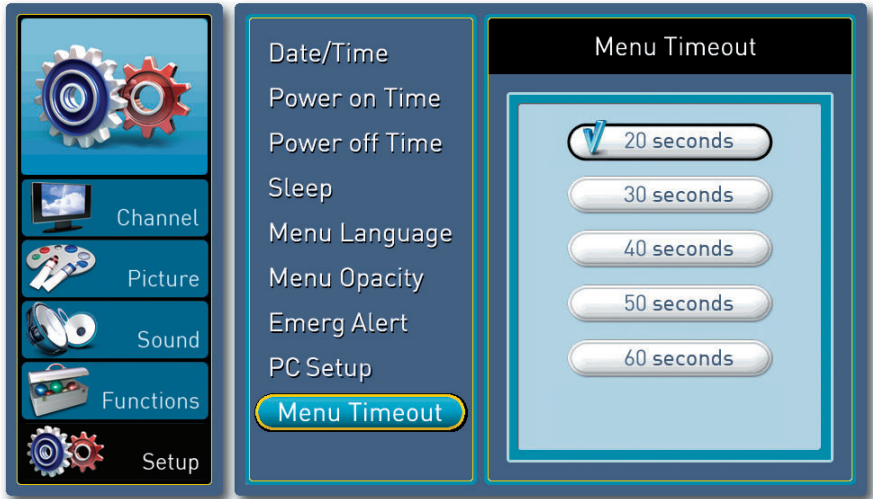 Channel
Picture
Sound
Functions
Setup
Date/Time
Power on Time
Power off Time
Sleep
Menu Language
Menu Opacity
Emerg Alert
PC Setup
Menu Timeout
Menu Timeout
20 seconds
30 seconds
40 seconds
50 seconds
60 seconds